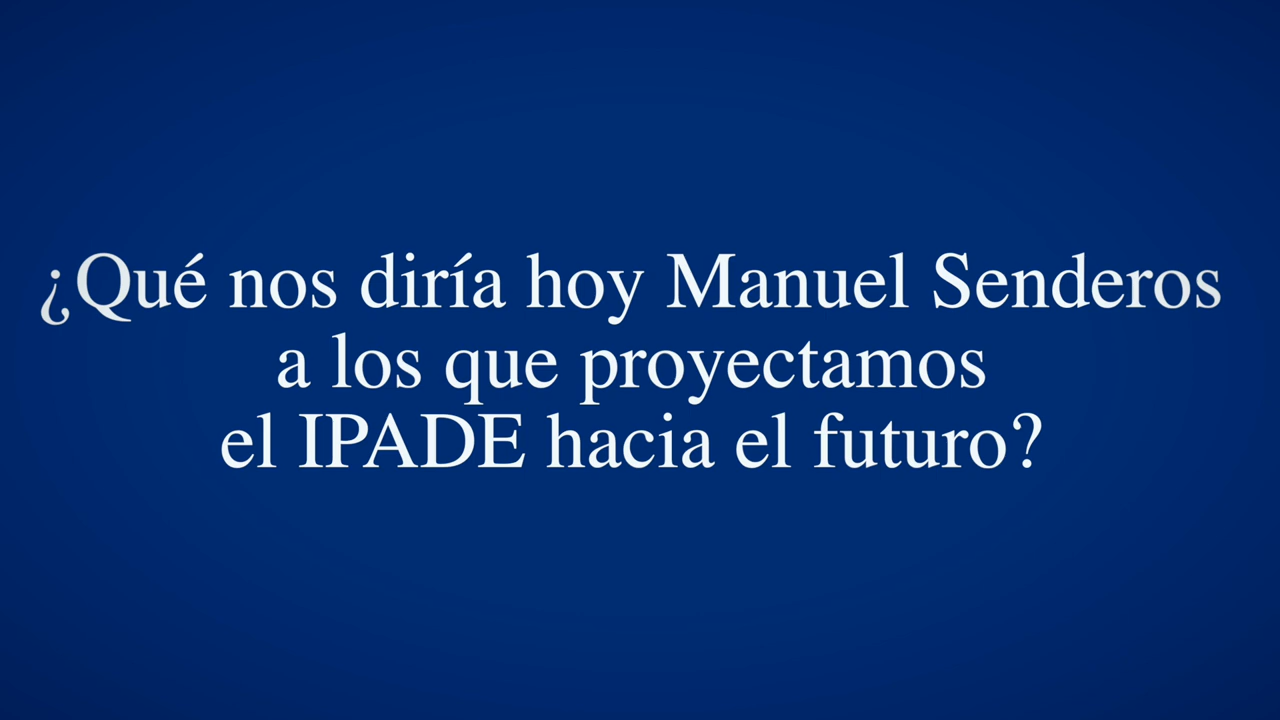 ¿Qué nos diría hoy Manuel Senderos
a los que proyectamos
el IPADE hacia el futuro?